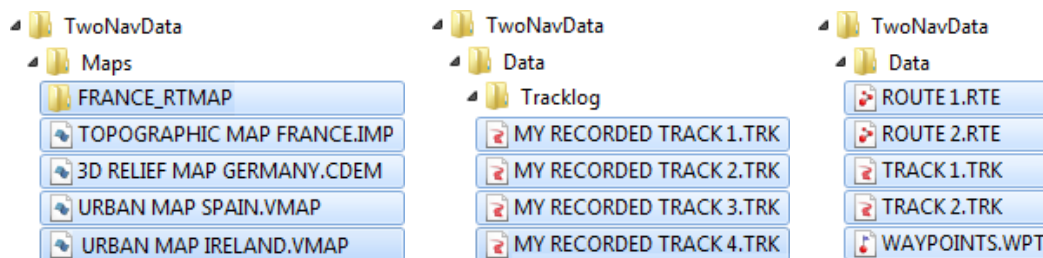 TwoNavData
Maps
FRANCE_RTMAP
TOPOGRAPHIC MAP FRANCE.IMP
3D RELIEF MAP GERMANY.CDEM
URBAN MAP SPAIN.VMAP
URBAN MAP IRELAND.VMAP
TwoNavData
Data
Tracklog
MY RECORDED TRACK 1.TRK
MY RECORDED TRACK 2.TRK
MY RECORDED TRACK 3.TRK
MY RECORDED TRACK 4.TRK
TwoNavData
Data
ROUTE 1.RTE
ROUTE 2.RTE
TRACK 1.TRK
TRACK 2.TRK
WAYPOINTS.WPT